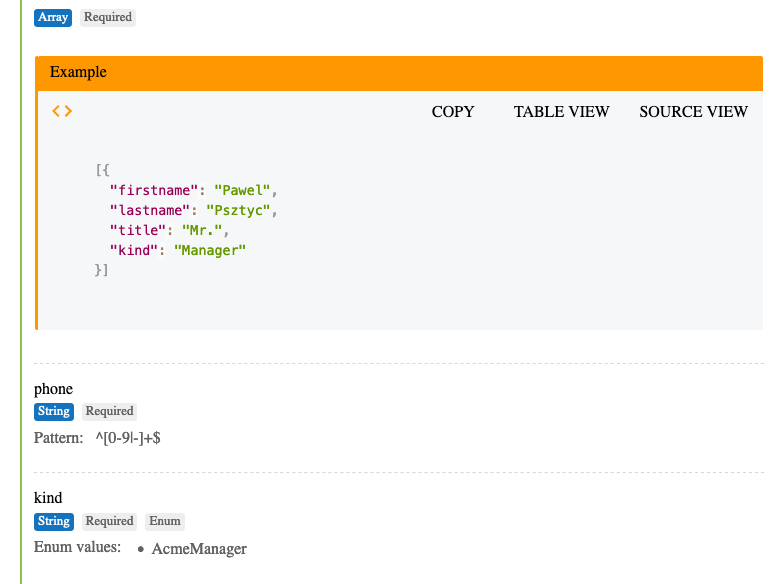 Array Required
Example
<> COPY TABLE VIEW SOURCE VIEW
[{
"firstname": "Pawel",
"lastname": "Psztyc",
"title": "Mr.",
"kind": "Manager"
}]
phone
String Required
Pattern: ^[0-9|-]+$
kind
String Required Enum
Enum values: • AcmeManager